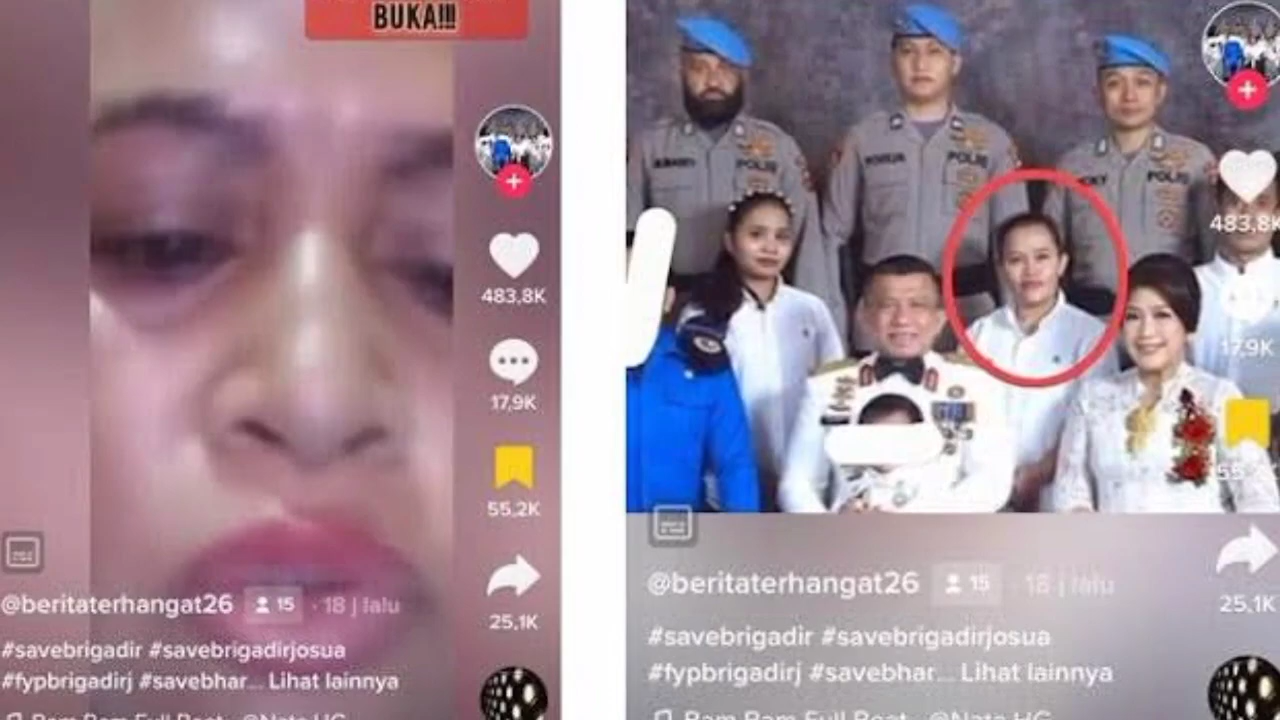 BUKA!!!
483,8K
17,9K
55,2K
25,1K
@beritaterhangat26 15 · 18 j lalu
#savebrigadir #savebrigadirjosua
#fypbrigadirj #savebhar... Lihat lainnya
POLRI
POLRI
POLRI
483,8K
17,9K
25,1K
@beritaterhangat26 15 · 18 j lalu
#savebrigadir #savebrigadirjosua
#fypbrigadirj #savebhar... Lihat lainnya